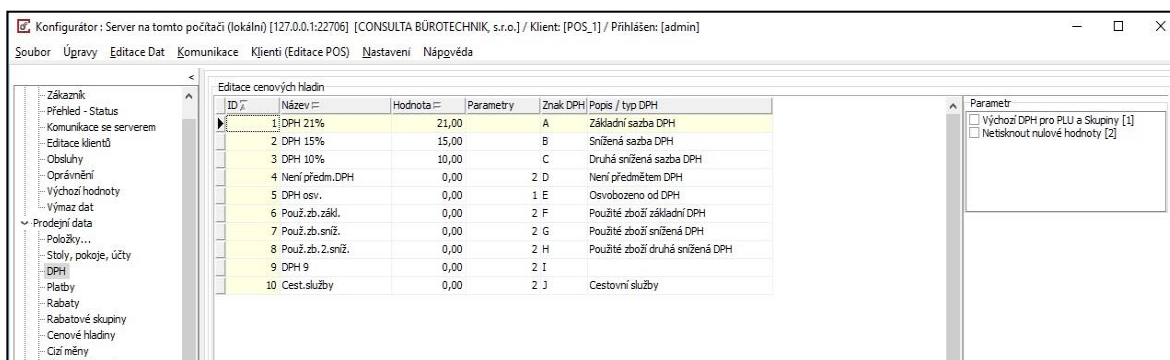 Konfigurátor : Server na tomto počítači (lokální) [127.0.0.1:22706] [CONSULTA BÜROTECHNIK, s.r.o.] / Klient: [POS_1] / Přihlášen: [admin]
Soubor Úpravy Editace Dat Komunikace Klienti (Editace POS) Nastavení Nápověda
Zákazník
Přehled - Status
Komunikace se serverem
Editace klientů
Obsluhy
Oprávnění
Výchozí hodnoty
Výmaz dat
Prodejní data
Položky...
Stoly, pokoje, účty
DPH
Platby
Rabaty
Rabatové skupiny
Cenové hladiny
Cizí měny
Editace cenových hladin
ID Název Hodnota Parametry Znak DPH Popis / typ DPH
1 DPH 21% 21,00 A Základní sazba DPH
2 DPH 15% 15,00 B Snížená sazba DPH
3 DPH 10% 10,00 C Druhá snížená sazba DPH
4 Není předm.DPH 0,00 2 D Není předmětem DPH
5 DPH osv. 0,00 1 E Osvobozeno od DPH
6 Použ.zb.zákl. 0,00 2 F Použité zboží základní DPH
7 Použ.zb.sníž. 0,00 2 G Použité zboží snížená DPH
8 Použ.zb.2.sníž. 0,00 2 H Použité zboží druhá snížená DPH
9 DPH 9 0,00 2 I
10 Cest.služby 0,00 2 J Cestovní služby
Parametr
Výchozí DPH pro PLU a Skupiny [1]
Netisknout nulové hodnoty [2]